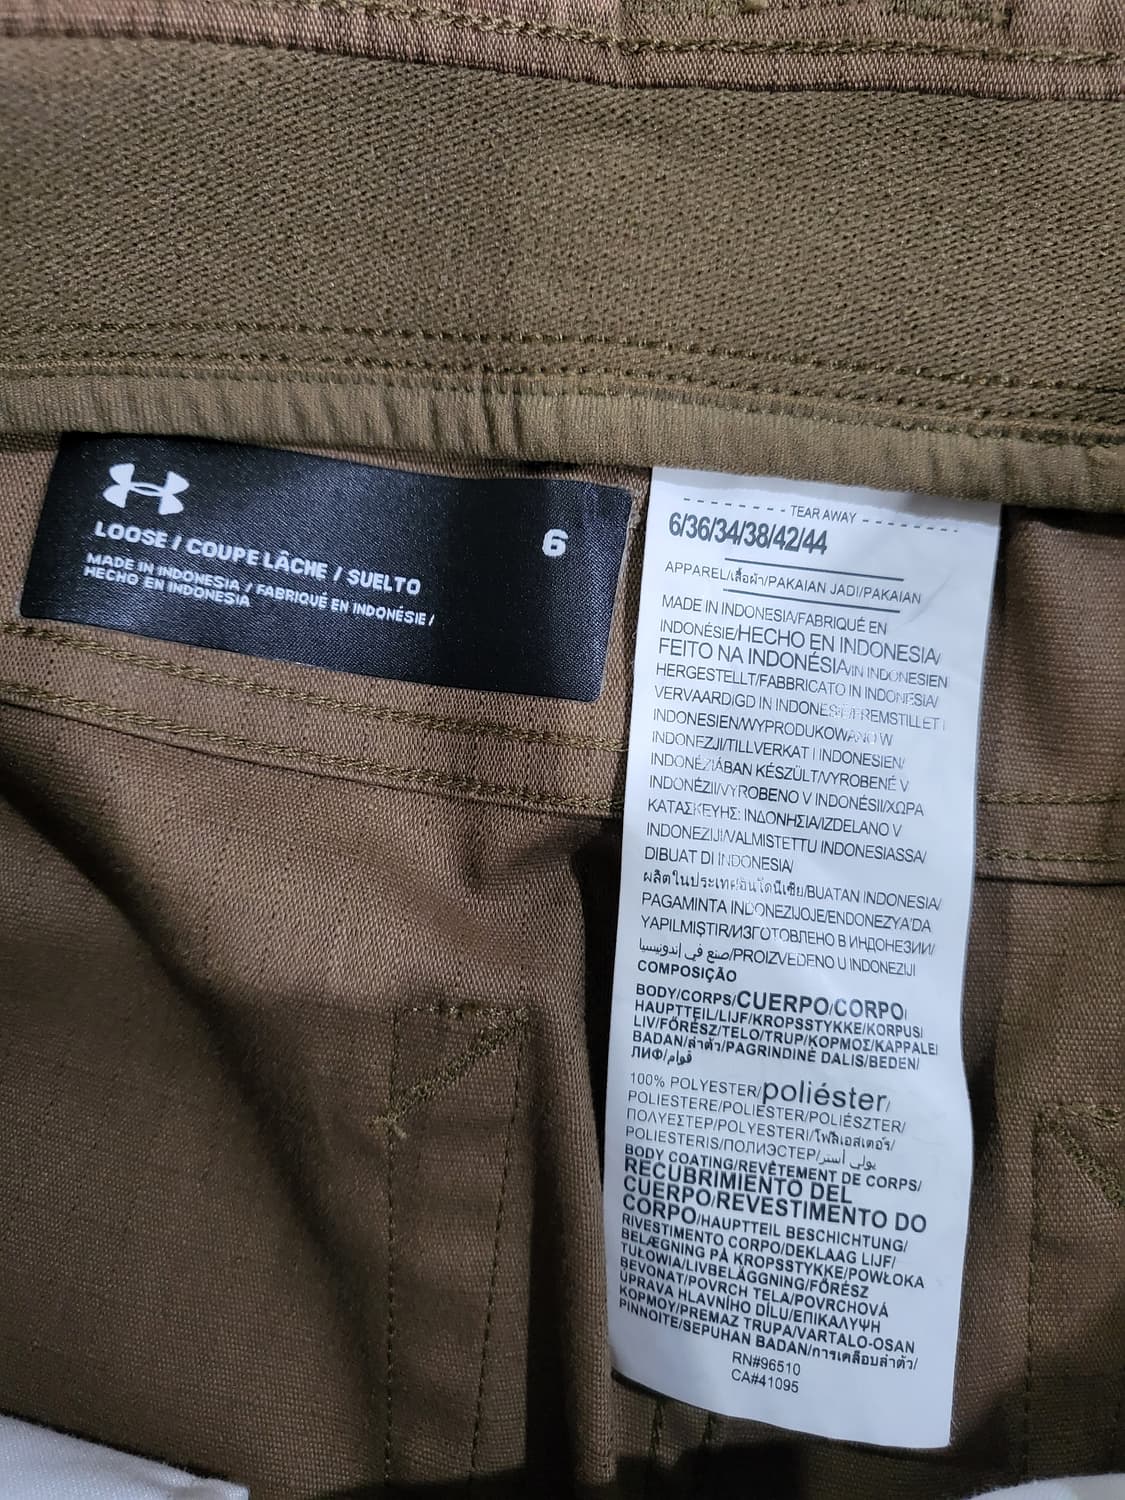 LOOSE / COUPE LÂCHE / SUELTO
6
MADE IN INDONESIA / FABRIQUÉ EN INDONÉSIE /
HECHO EN INDONESIA
TEAR AWAY
6/36/34/38/42/44
APPAREL/เสื้อผ้า/PAKAIAN JADI/PAKAIAN
MADE IN INDONESIA/FABRIQUÉ EN
INDONÉSIE/HECHO EN INDONESIA/
FEITO NA INDONÉSIA/IN INDONESIEN
HERGESTELLT/FABBRICATO IN INDONESIA/
VERVAARDIGD IN INDONESIË/FREMSTILLET I
INDONESIEN/WYPRODUKOWANO W
INDONEZJI/TILLVERKAT I INDONESIEN/
INDONÉZIÁBAN KÉSZÜLT/VYROBENÉ V
INDONÉZII/VYROBENO V INDONÉSII/ΧΩΡΑ
ΚΑΤΑΣΚΕΥΗΣ: ΙΝΔΟΝΗΣΙΑ/IZDELANO V
INDONEZIJI/VALMISTETTU INDONESIASSA/
DIBUAT DI INDONESIA/
ผลิตในประเทศอินโดนีเซีย/BUATAN INDONESIA/
PAGAMINTA INDONEZIJOJE/ENDONEZYA'DA
YAPILMIŞTIR/ИЗГОТОВЛЕНО В ИНДОНЕЗИИ/
صنع في إندونيسيا/PROIZVEDENO U INDONEZIJI
COMPOSIÇÃO
BODY/CORPS/CUERPO/CORPO/
HAUPTTEIL/LIJF/KROPSSTYKKE/KORPUS/
LIV/FŐRÉSZ/TELO/TRUP/ΚΟΡΜΟΣ/KAPPALE/
BADAN/ลำตัว/PAGRINDINĖ DALIS/BEDEN/
ЛИФ/قوام
100% POLYESTER/poliéster/
POLIESTERE/POLIESTER/POLIÉSZTER/
ΠΟΛΥΕΣΤΕΡ/POLYESTERI/โพลีเอสเตอร์/
POLIESTERIS/ПОЛИЭСТЕР/بولي أستر
BODY COATING/REVÊTEMENT DE CORPS/
RECUBRIMIENTO DEL
CUERPO/REVESTIMENTO DO
CORPO/HAUPTTEIL BESCHICHTUNG/
RIVESTIMENTO CORPO/DEKLAAG LIJF/
BELÆGNING PÅ KROPSSTYKKE/POWŁOKA
TUŁOWIA/LIVBELÄGGNING/FŐRÉSZ
BEVONAT/POVRCH TELA/POVRCHOVÁ
ÚPRAVA HLAVNÍHO DÍLU/ΕΠΙΚΑΛΥΨΗ
ΚΟΡΜΟΥ/PREMAZ TRUPA/VARTALO-OSAN
PINNOITE/SEPUHAN BADAN/การเคลือบลำตัว/
RN#96510
CA#41095